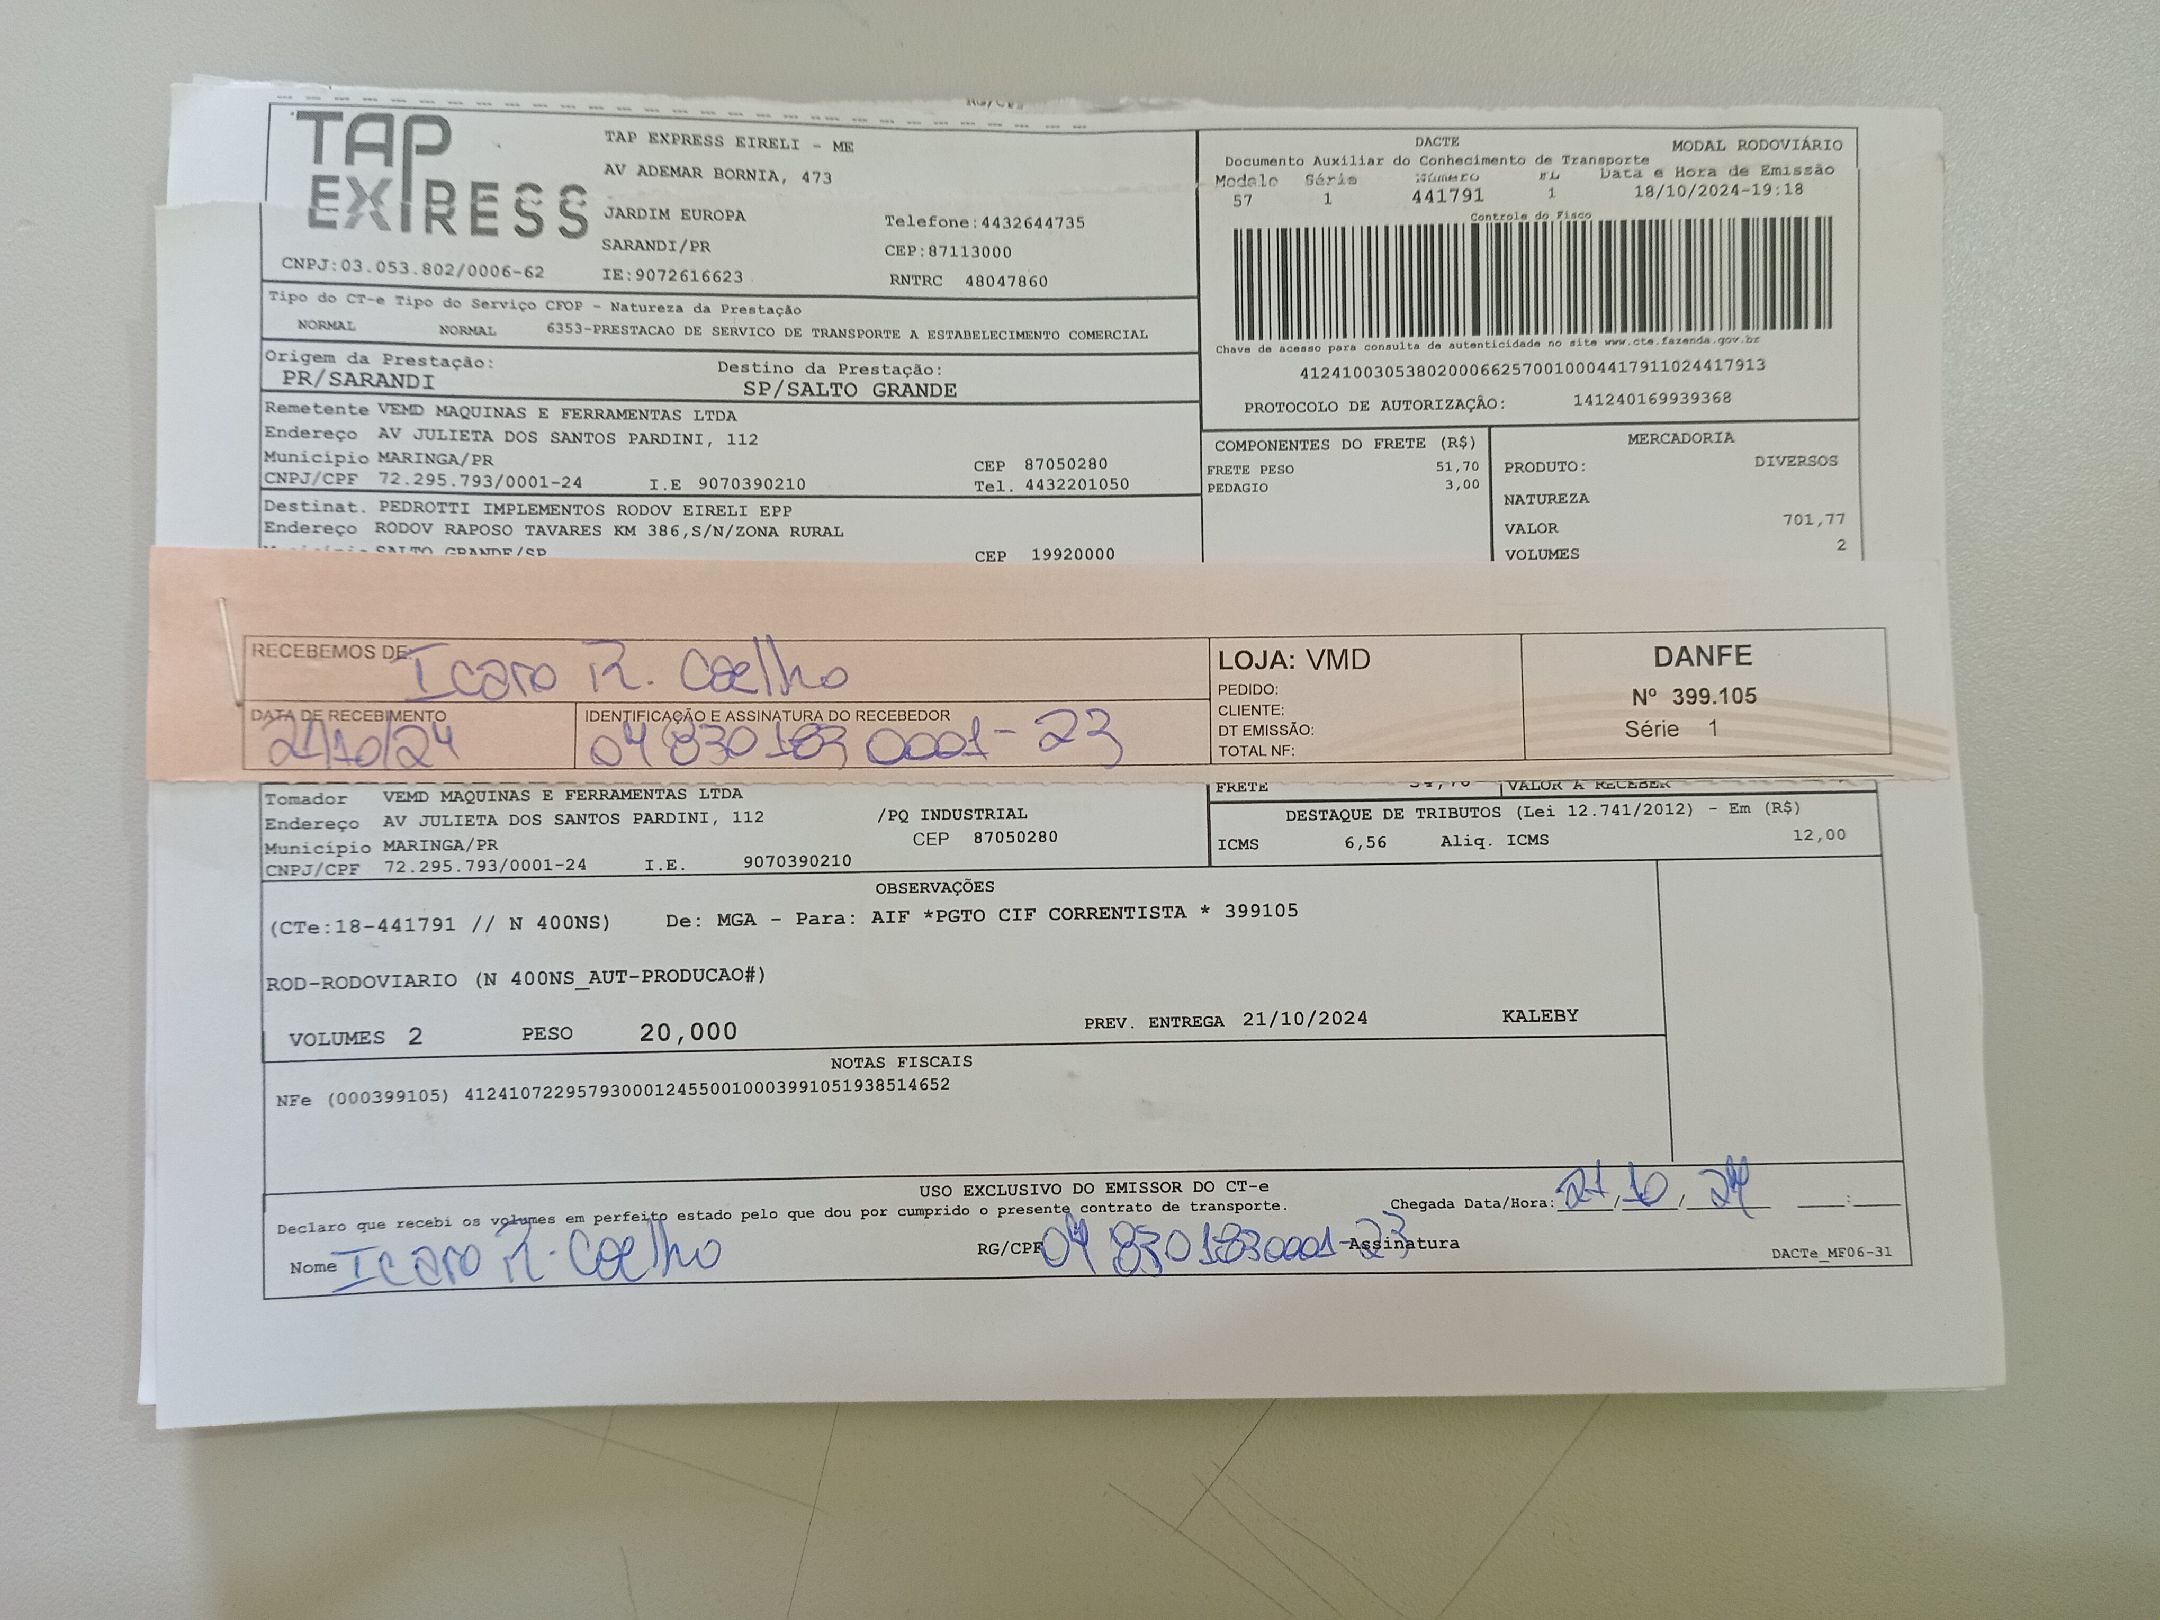 TAP EXPRESS
TAP EXPRESS EIRELI - ME
AV ADEMAR BORNIA, 473
JARDIM EUROPA
Telefone:4432644735
SARANDI/PR
CEP:87113000
CNPJ:03.053.802/0006-62
IE:9072616623
RNTRC 48047860
DACTE
MODAL RODOVIÁRIO
Documento Auxiliar do Conhecimento de Transporte
Modelo Série Número FL Data e Hora de Emissão
57 1 441791 1 18/10/2024-19:18
Controle do Fisco
Chave de acesso para consulta de autenticidade no site www.cte.fazenda.gov.br
41241003053802000662570010004417911024417913
PROTOCOLO DE AUTORIZAÇÃO: 141240169939368
Tipo do CT-e Tipo do Serviço CFOP - Natureza da Prestação
NORMAL NORMAL 6353-PRESTACAO DE SERVICO DE TRANSPORTE A ESTABELECIMENTO COMERCIAL
Origem da Prestação: Destino da Prestação:
PR/SARANDI SP/SALTO GRANDE
Remetente VEMD MAQUINAS E FERRAMENTAS LTDA
Endereço AV JULIETA DOS SANTOS PARDINI, 112
Município MARINGA/PR CEP 87050280
CNPJ/CPF 72.295.793/0001-24 I.E 9070390210 Tel. 4432201050
Destinat. PEDROTTI IMPLEMENTOS RODOV EIRELI EPP
Endereço RODOV RAPOSO TAVARES KM 386,S/N/ZONA RURAL
Município SALTO GRANDE/SP CEP 19920000
COMPONENTES DO FRETE (R$)
FRETE PESO 51,70
PEDAGIO 3,00
MERCADORIA
PRODUTO: DIVERSOS
NATUREZA
VALOR 701,77
VOLUMES 2
RECEBEMOS DE: Icaro R. Coelho
DATA DE RECEBIMENTO
21/10/24
IDENTIFICAÇÃO E ASSINATURA DO RECEBEDOR
04 830183 0001-23
LOJA: VMD
PEDIDO:
CLIENTE:
DT EMISSÃO:
TOTAL NF:
DANFE
Nº 399.105
Série 1
FRETE 54,70 VALOR A RECEBER
Tomador VEMD MAQUINAS E FERRAMENTAS LTDA
Endereço AV JULIETA DOS SANTOS PARDINI, 112 /PQ INDUSTRIAL
Município MARINGA/PR CEP 87050280
CNPJ/CPF 72.295.793/0001-24 I.E. 9070390210
DESTAQUE DE TRIBUTOS (Lei 12.741/2012) - Em (R$)
ICMS 6,56 Aliq. ICMS 12,00
OBSERVAÇÕES
(CTe:18-441791 // N 400NS) De: MGA - Para: AIF *PGTO CIF CORRENTISTA * 399105
ROD-RODOVIARIO (N 400NS_AUT-PRODUCAO#)
VOLUMES 2 PESO 20,000 PREV. ENTREGA 21/10/2024 KALEBY
NOTAS FISCAIS
NFe (000399105) 41241072295793000124550010003991051938514652
USO EXCLUSIVO DO EMISSOR DO CT-e
Declaro que recebi os volumes em perfeito estado pelo que dou por cumprido o presente contrato de transporte.
Chegada Data/Hora: 21/10/24 :
Nome Icaro R. Coelho RG/CPF 04 830183 0001-23 Assinatura
DACTe_MF06-31